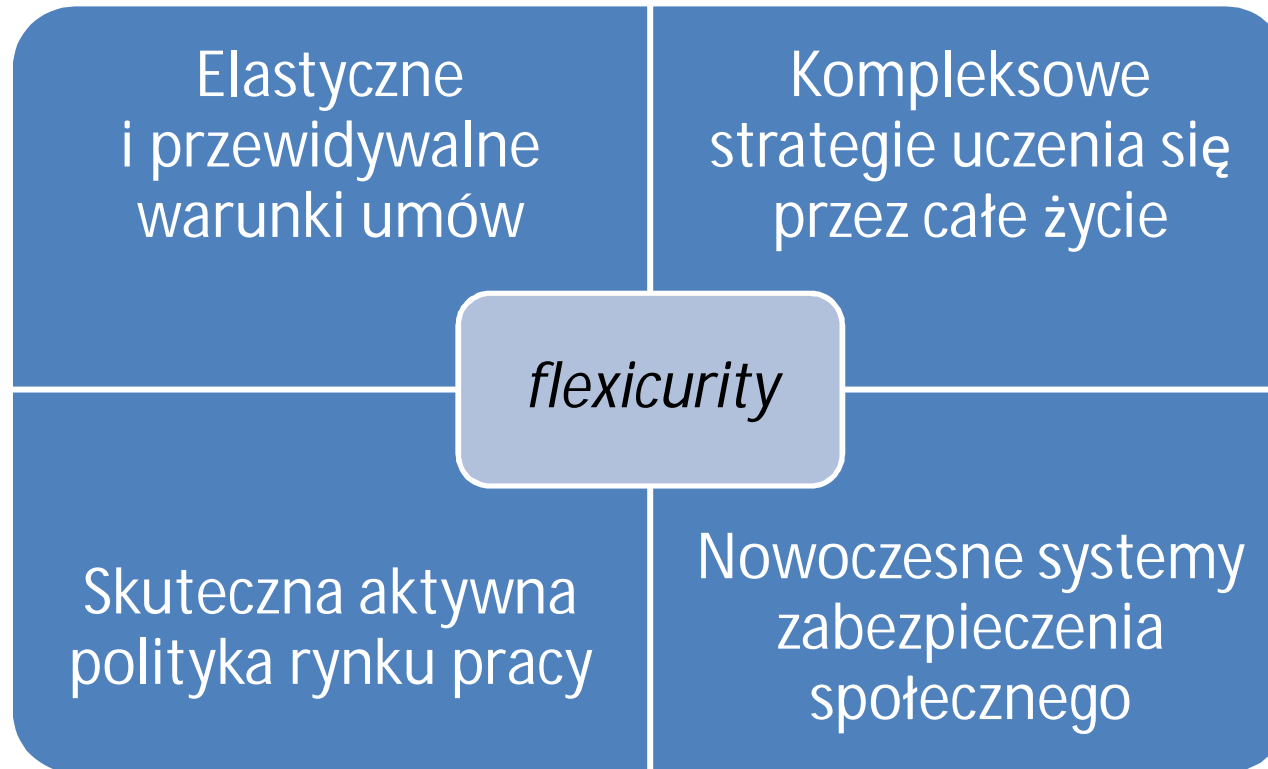 Elastyczne
i przewidywalne
warunki umów
Kompleksowe
strategie uczenia się
przez całe życie
flexicurity
Skuteczna aktywna
polityka rynku pracy
Nowoczesne systemy
zabezpieczenia
społecznego